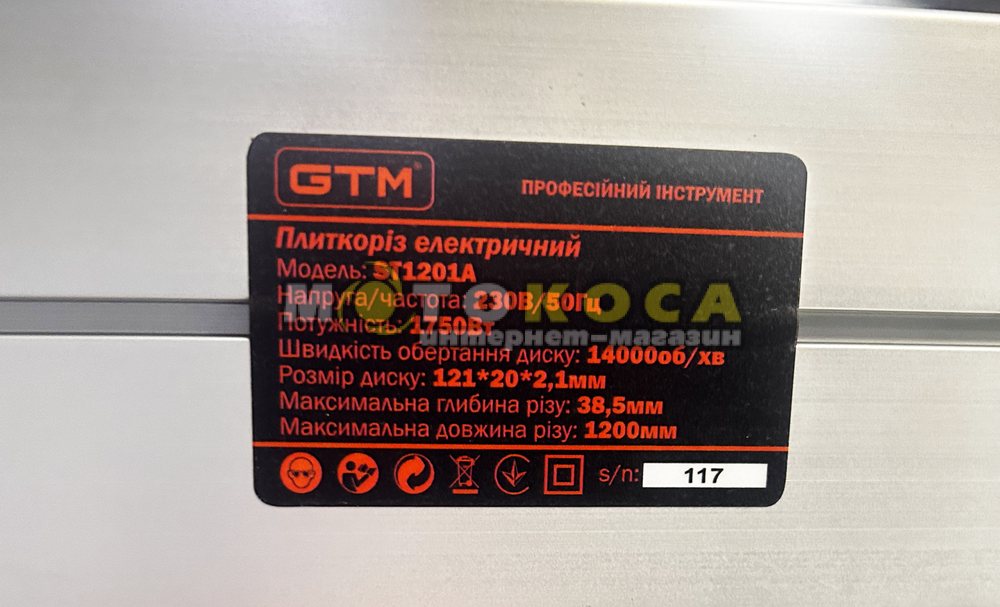 GTM®
ПРОФЕСІЙНИЙ ІНСТРУМЕНТ
Плиткоріз електричний
Модель: ST1201A
Напруга/частота: 230В/50Гц
МОТОКОСА
Потужність: 1750Вт
интернет-магазин
Швидкість обертання диску: 14000об/хв
Розмір диску: 121*20*2,1мм
Максимальна глибина різу: 38,5мм
Максимальна довжина різу: 1200мм
s/n: 117